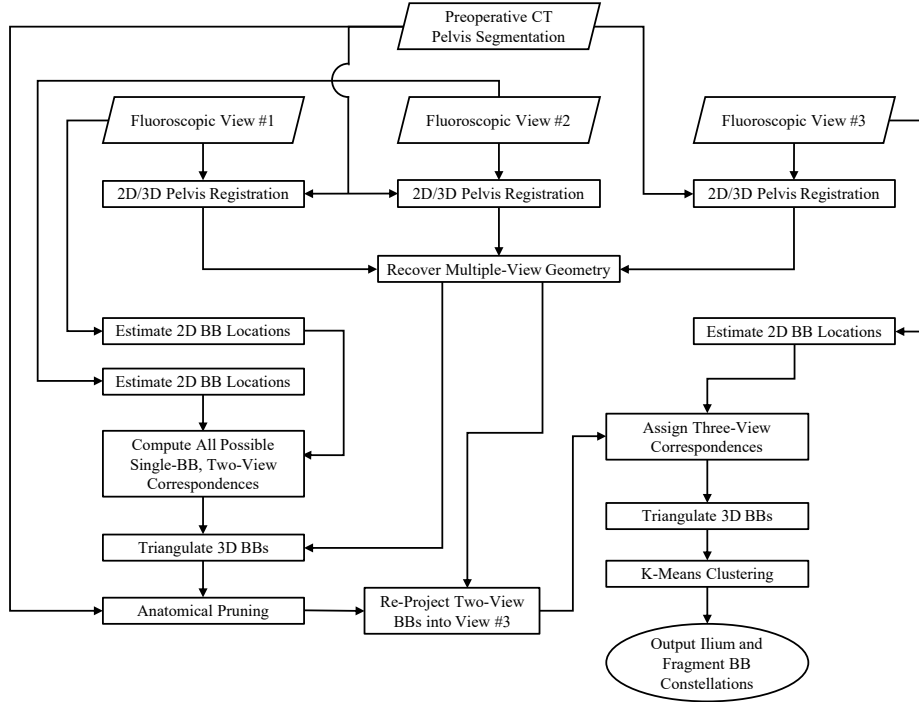 Preoperative CT
Pelvis Segmentation
Fluoroscopic View #1
Fluoroscopic View #2
Fluoroscopic View #3
2D/3D Pelvis Registration
2D/3D Pelvis Registration
2D/3D Pelvis Registration
Recover Multiple-View Geometry
Estimate 2D BB Locations
Estimate 2D BB Locations
Estimate 2D BB Locations
Compute All Possible
Single-BB, Two-View
Correspondences
Assign Three-View
Correspondences
Triangulate 3D BBs
Triangulate 3D BBs
K-Means Clustering
Anatomical Pruning
Re-Project Two-View
BBs into View #3
Output Ilium and
Fragment BB
Constellations